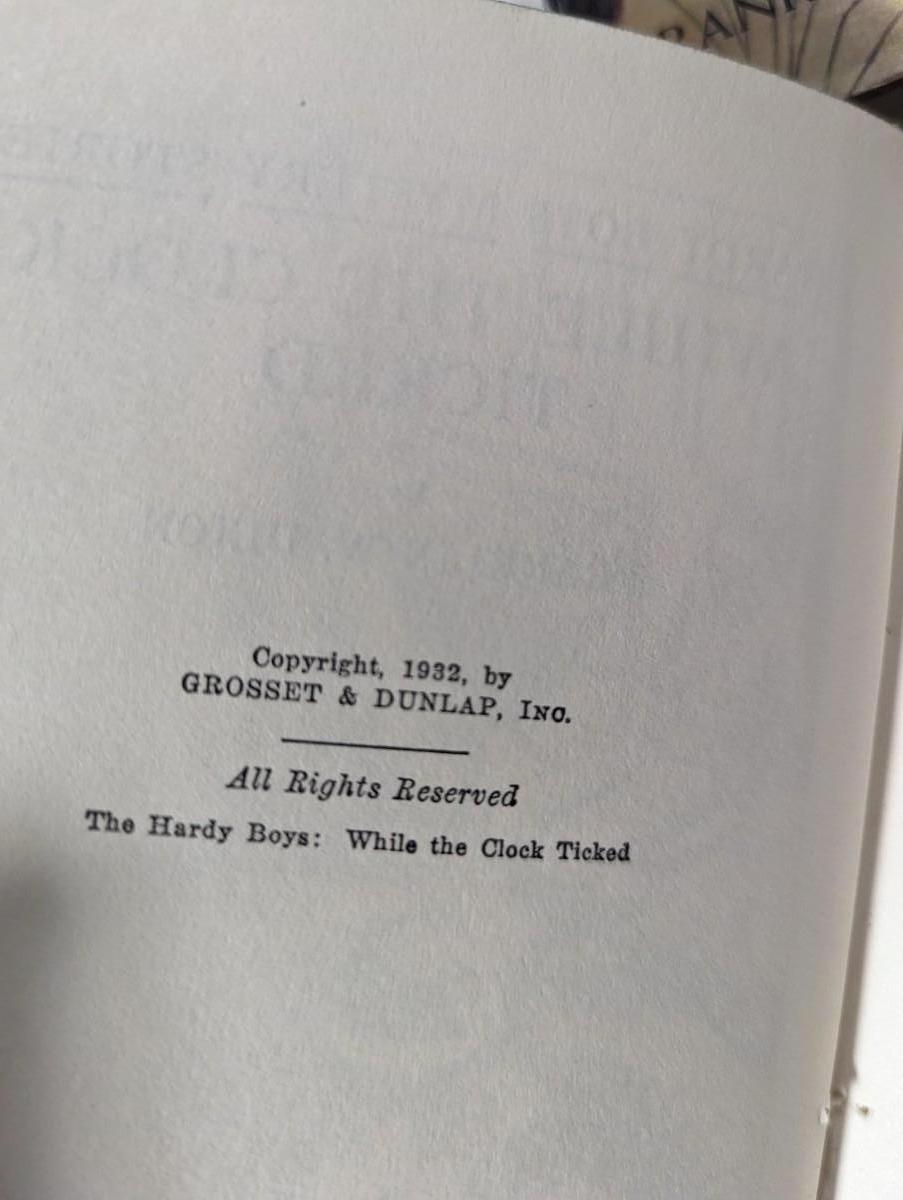 Copyright, 1932, by
GROSSET & DUNLAP, INC.
All Rights Reserved
The Hardy Boys: While the Clock Ticked